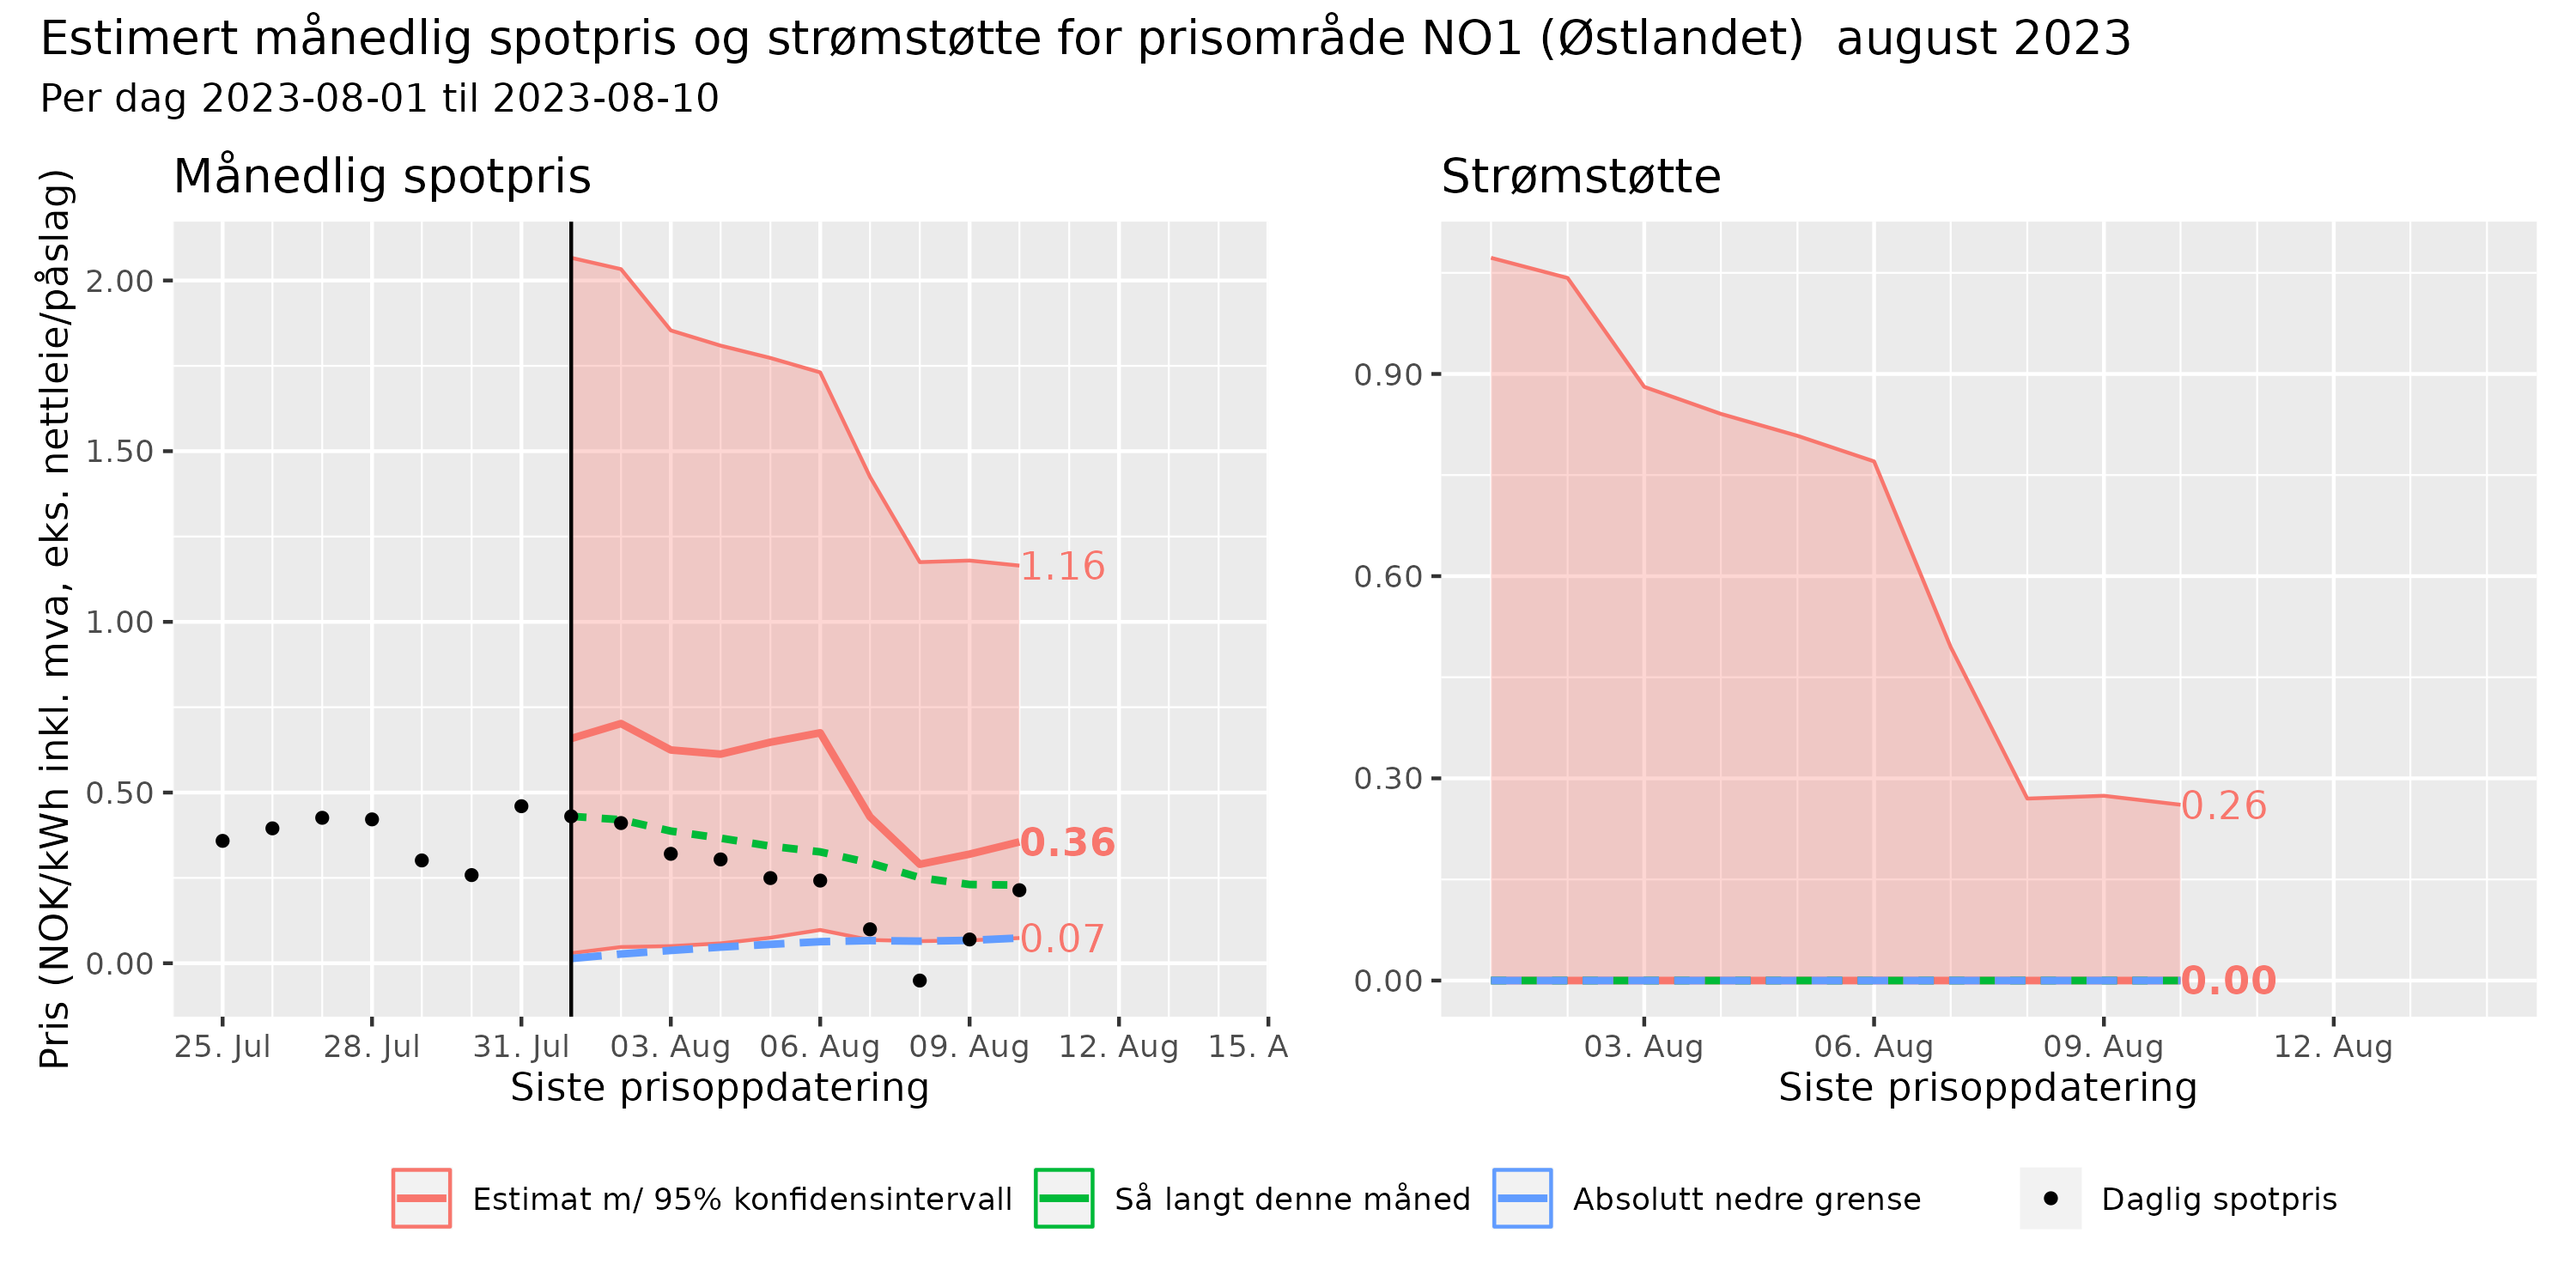 Estimert månedlig spotpris og strømstøtte for prisområde NO1 (Østlandet)  august 2023
Per dag 2023-08-01 til 2023-08-10
Månedlig spotpris
Pris (NOK/kWh inkl. mva, eks. nettleie/påslag)
2.00
1.50
1.00
0.50
0.00
1.16
0.36
0.07
25. Jul 28. Jul 31. Jul 03. Aug 06. Aug 09. Aug 12. Aug 15. A
Siste prisoppdatering
Strømstøtte
0.90
0.60
0.30
0.00
0.26
0.00
03. Aug 06. Aug 09. Aug 12. Aug
Siste prisoppdatering
Estimat m/ 95% konfidensintervall Så langt denne måned Absolutt nedre grense Daglig spotpris